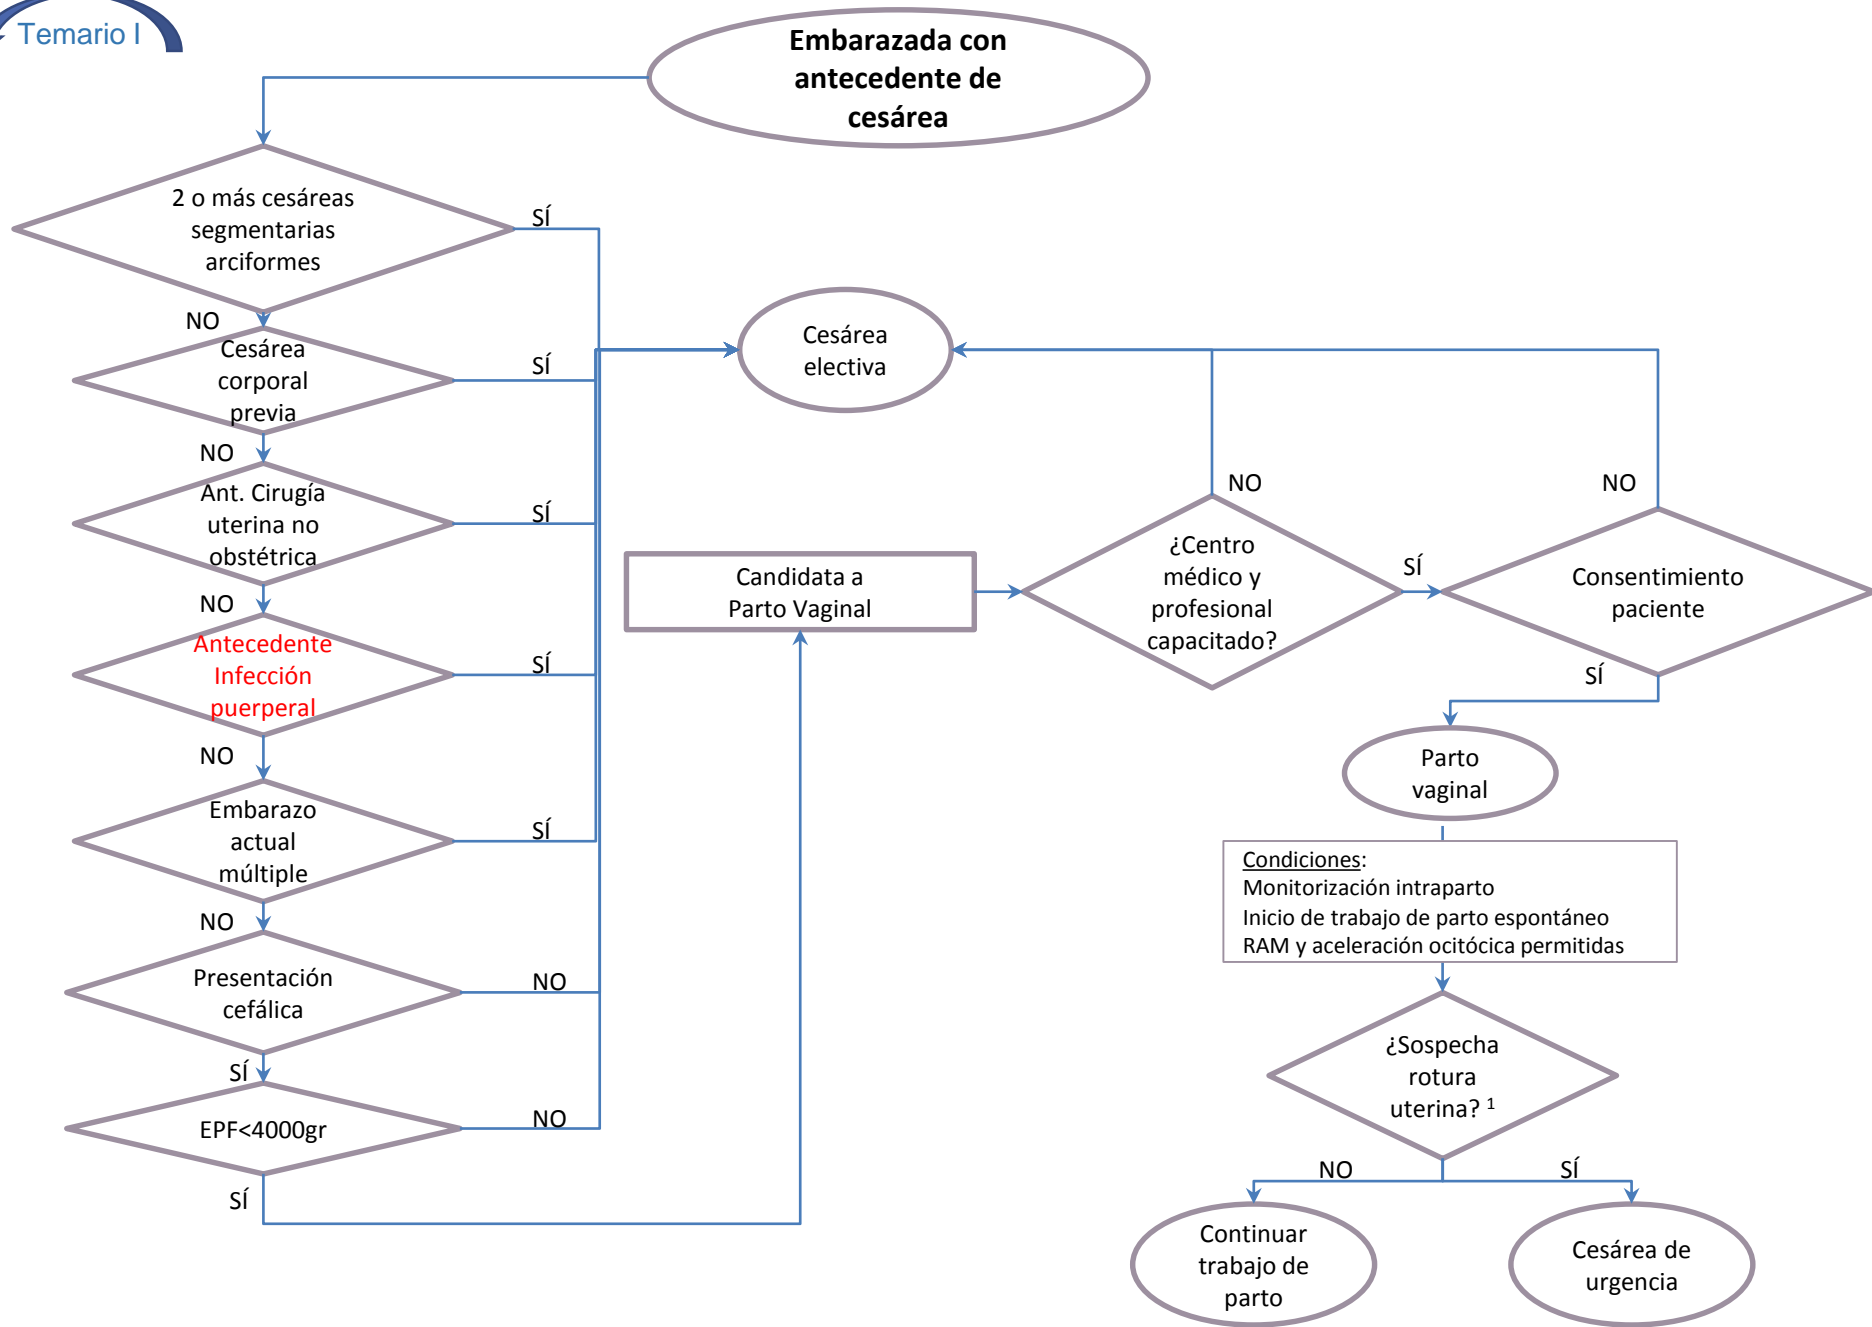 Temario I
Embarazada con
antecedente de
cesárea
2 o más cesáreas
segmentarias
arciformes
SÍ
NO
Cesárea
corporal
previa
SÍ
NO
Ant. Cirugía
uterina no
obstétrica
SÍ
NO
Antecedente
Infección
puerperal
SÍ
NO
Embarazo
actual
múltiple
SÍ
NO
Presentación
cefálica
NO
SÍ
EPF<4000gr
NO
SÍ
Cesárea
electiva
Candidata a
Parto Vaginal
NO
¿Centro
médico y
profesional
capacitado?
SÍ
NO
Consentimiento
paciente
SÍ
Parto
vaginal
Condiciones:
Monitorización intraparto
Inicio de trabajo de parto espontáneo
RAM y aceleración ocitócica permitidas
¿Sospecha
rotura
uterina? 1
NO
SÍ
Continuar
trabajo de
parto
Cesárea de
urgencia